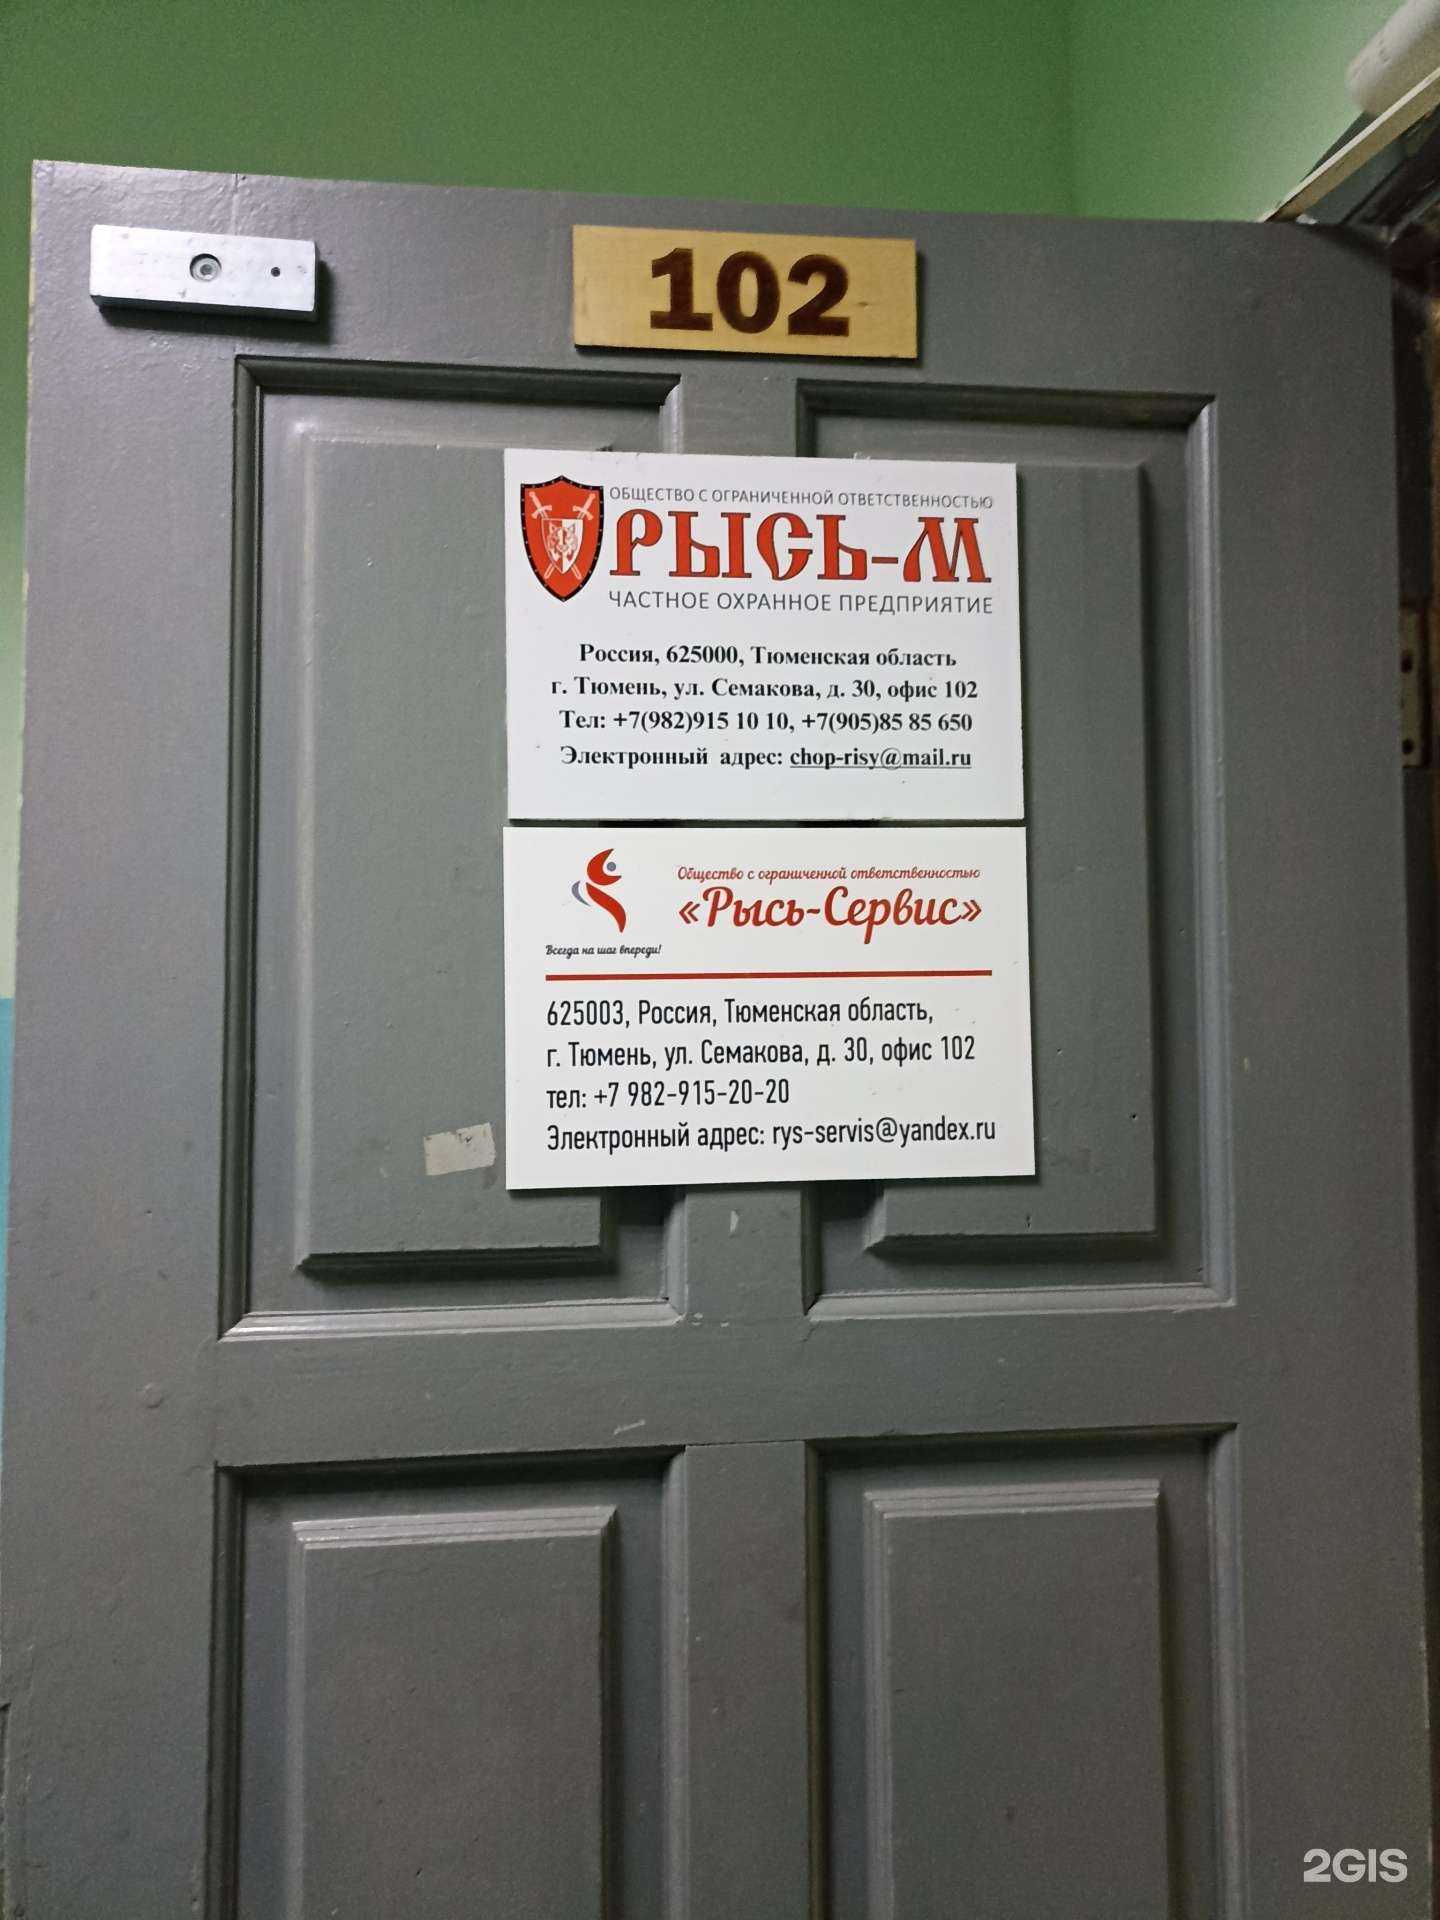 102
ОБЩЕСТВО С ОГРАНИЧЕННОЙ ОТВЕТСТВЕННОСТЬЮ
РЫСЬ-М
ЧАСТНОЕ ОХРАННОЕ ПРЕДПРИЯТИЕ
Россия, 625000, Тюменская область
г. Тюмень, ул. Семакова, д. 30, офис 102
Тел: +7(982)915 10 10, +7(905)85 85 650
Электронный адрес: chop-risy@mail.ru
Общество с ограниченной ответственностью
«Рысь-Сервис»
Всегда на шаг впереди!
625003, Россия, Тюменская область,
г. Тюмень, ул. Семакова, д. 30, офис 102
тел: +7 982-915-20-20
Электронный адрес: rys-servis@yandex.ru
2GIS